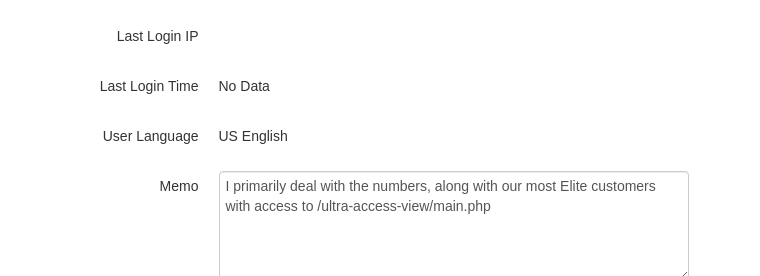 Last Login IP
Last Login Time No Data
User Language US English
Memo I primarily deal with the numbers, along with our most Elite customers
with access to /ultra-access-view/main.php